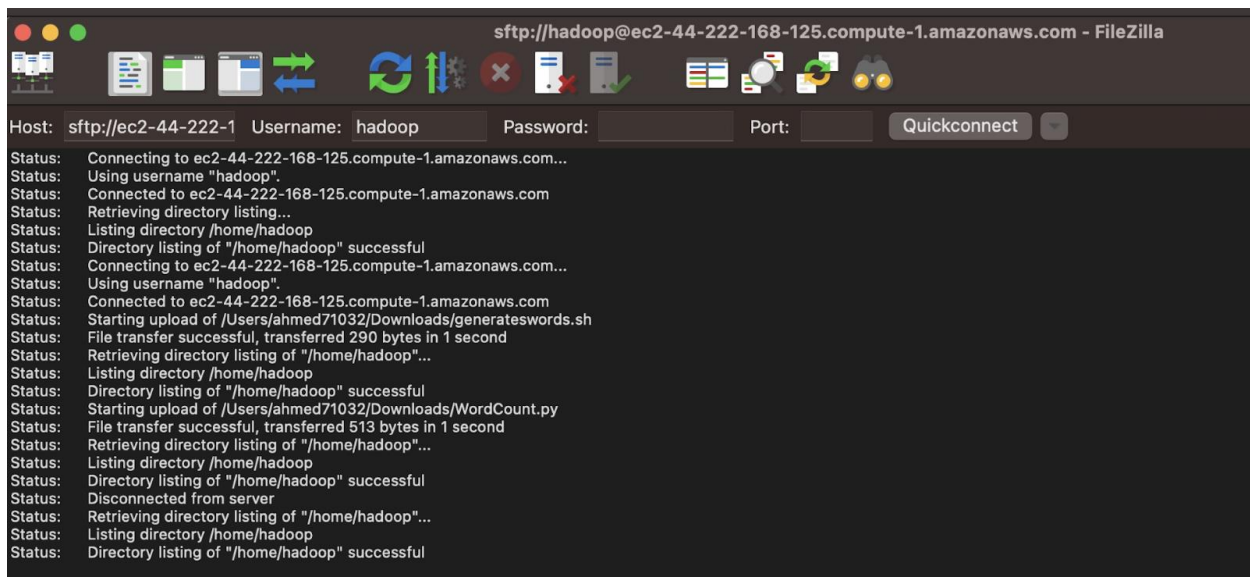 sftp://hadoop@ec2-44-222-168-125.compute-1.amazonaws.com - FileZilla
Host: sftp://ec2-44-222-1 Username: hadoop Password: Port: Quickconnect
Status: Connecting to ec2-44-222-168-125.compute-1.amazonaws.com...
Status: Using username "hadoop".
Status: Connected to ec2-44-222-168-125.compute-1.amazonaws.com
Status: Retrieving directory listing...
Status: Listing directory /home/hadoop
Status: Directory listing of "/home/hadoop" successful
Status: Connecting to ec2-44-222-168-125.compute-1.amazonaws.com...
Status: Using username "hadoop".
Status: Connected to ec2-44-222-168-125.compute-1.amazonaws.com
Status: Starting upload of /Users/ahmed71032/Downloads/generateswords.sh
Status: File transfer successful, transferred 290 bytes in 1 second
Status: Retrieving directory listing of "/home/hadoop"...
Status: Listing directory /home/hadoop
Status: Directory listing of "/home/hadoop" successful
Status: Starting upload of /Users/ahmed71032/Downloads/WordCount.py
Status: File transfer successful, transferred 513 bytes in 1 second
Status: Retrieving directory listing of "/home/hadoop"...
Status: Listing directory /home/hadoop
Status: Directory listing of "/home/hadoop" successful
Status: Disconnected from server
Status: Retrieving directory listing of "/home/hadoop"...
Status: Listing directory /home/hadoop
Status: Directory listing of "/home/hadoop" successful